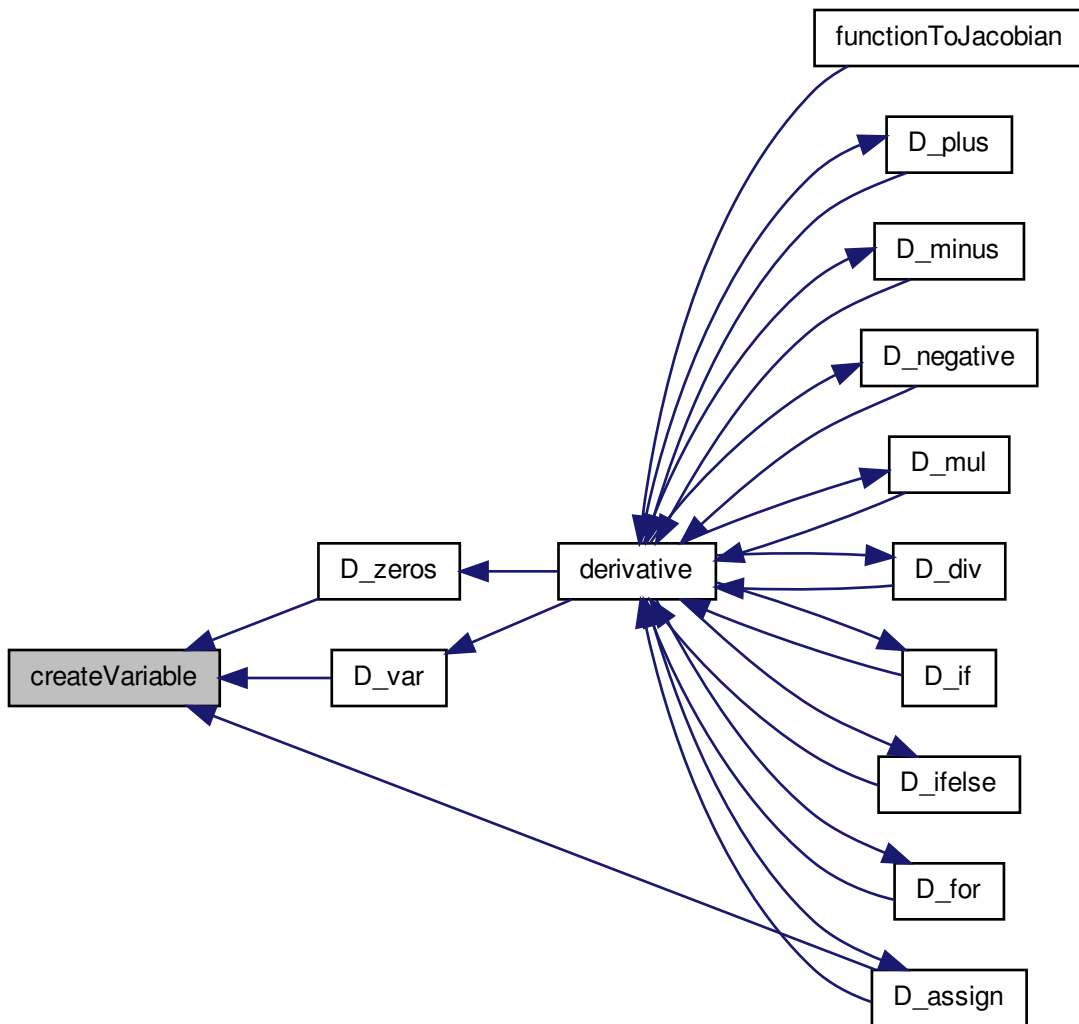 functionToJacobian
D_plus
D_minus
D_negative
D_mul
D_zeros
derivative
D_div
createVariable
D_var
D_if
D_ifelse
D_for
D_assign